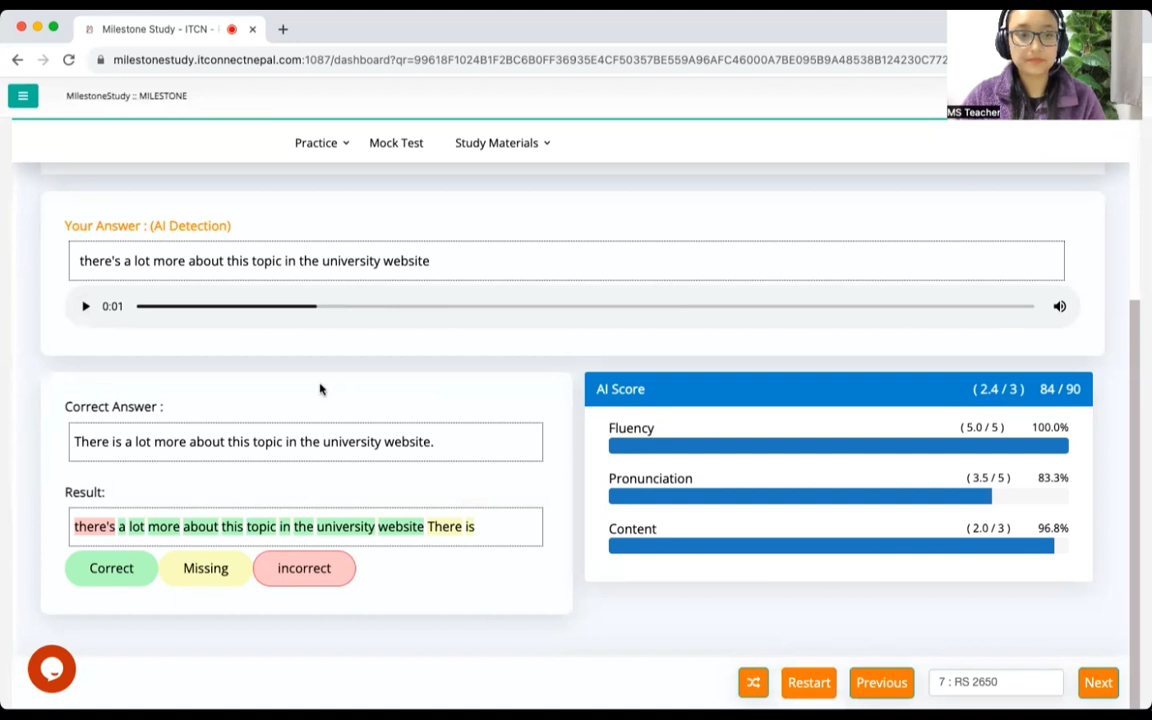 Milestone Study - ITCN -
milestonestudy.itconnectnepal.com:1087/dashboard?qr=99618F1024B1F2BC6B0FF36935E4CF50357BE559A96AFC46000A7BE095B9A48538B124230C772
MilestoneStudy :: MILESTONE
MS Teacher
Practice
Mock Test
Study Materials
Your Answer : (AI Detection)
there's a lot more about this topic in the university website
0:01
Correct Answer :
There is a lot more about this topic in the university website.
Result:
there's a lot more about this topic in the university website There is
Correct
Missing
incorrect
AI Score (2.4 / 3) 84 / 90
Fluency (5.0 / 5) 100.0%
Pronunciation (3.5 / 5) 83.3%
Content (2.0 / 3) 96.8%
Restart
Previous
7 : RS 2650
Next